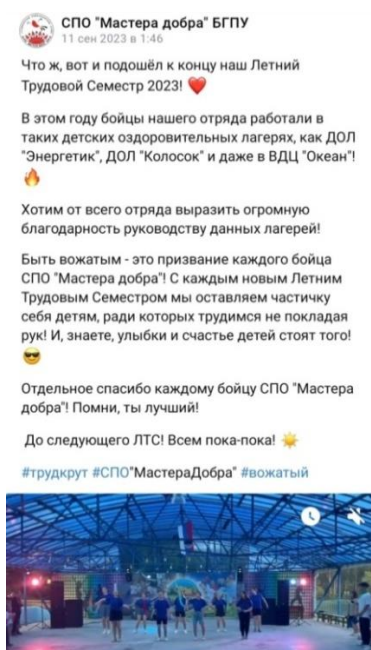 СПО "Мастера добра" БГПУ
11 сен 2023 в 1:46
Что ж, вот и подошёл к концу наш Летний
Трудовой Семестр 2023! ❤️
В этом году бойцы нашего отряда работали в
таких детских оздоровительных лагерях, как ДОЛ
"Энергетик", ДОЛ "Колосок" и даже в ВДЦ "Океан"!
🔥
Хотим от всего отряда выразить огромную
благодарность руководству данных лагерей!
Быть вожатым - это призвание каждого бойца
СПО "Мастера добра"! С каждым новым Летним
Трудовым Семестром мы оставляем частичку
себя детям, ради которых трудимся не покладая
рук! И, знаете, улыбки и счастье детей стоят того!
😎
Отдельное спасибо каждому бойцу СПО "Мастера
добра"! Помни, ты лучший!
До следующего ЛТС! Всем пока-пока! ☀️
#трудкрут #СПО"МастераДобра" #вожатый